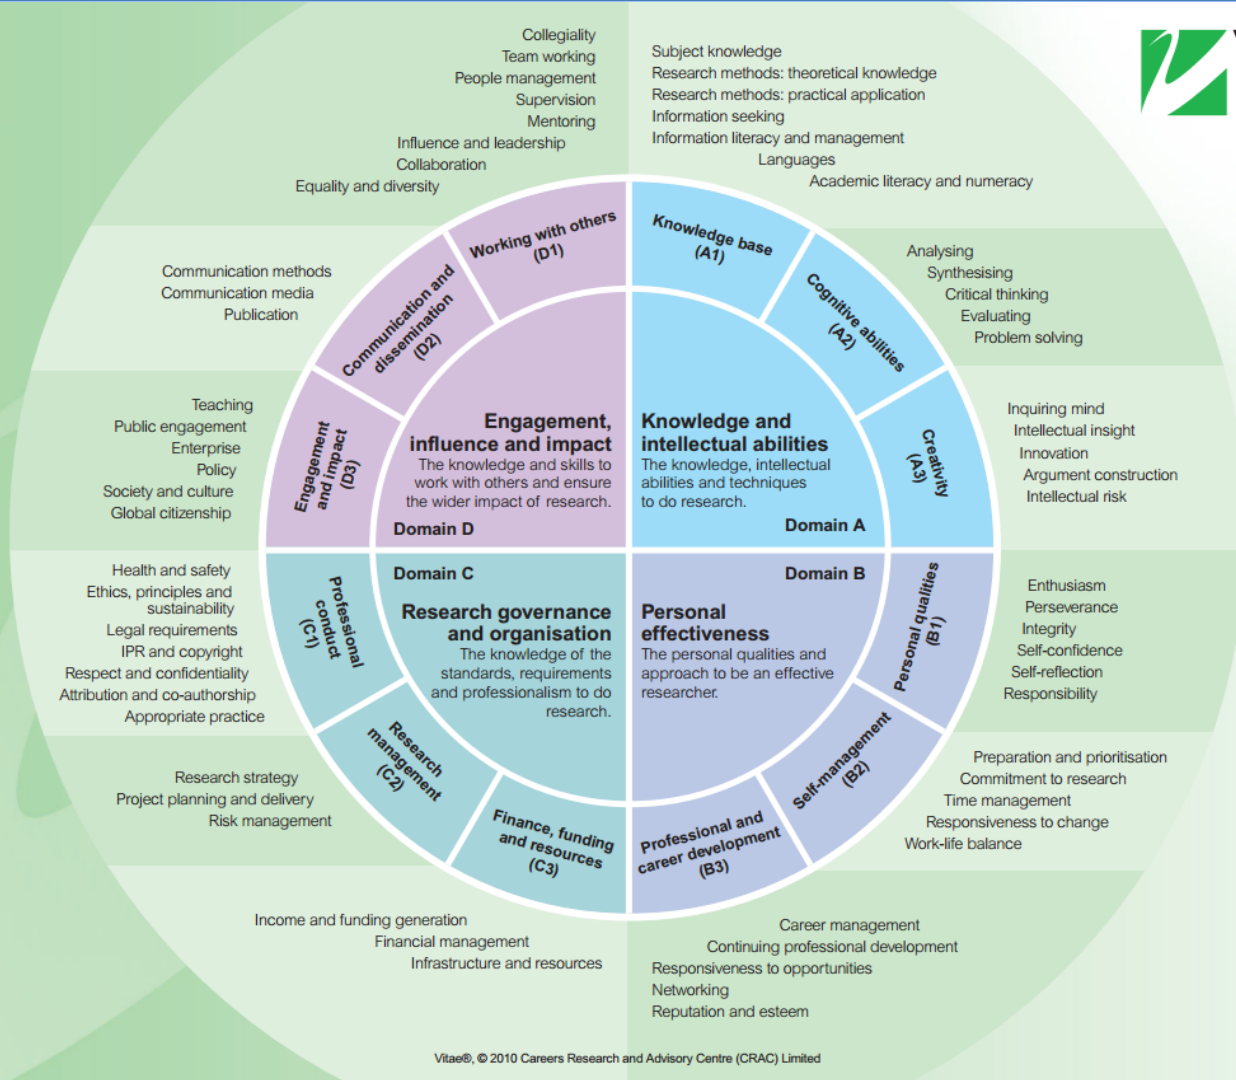 Collegiality
Team working
People management
Supervision
Mentoring
Influence and leadership
Collaboration
Equality and diversity
Subject knowledge
Research methods: theoretical knowledge
Research methods: practical application
Information seeking
Information literacy and management
Languages
Academic literacy and numeracy
Working with others
(D1)
Knowledge base
(A1)
Communication methods
Communication media
Publication
Communication and
dissemination
(D2)
Cognitive abilities
(A2)
Analysing
Synthesising
Critical thinking
Evaluating
Problem solving
Teaching
Public engagement
Enterprise
Policy
Society and culture
Global citizenship
Engagement
and impact
(D3)
Engagement,
influence and impact
The knowledge and skills to
work with others and ensure
the wider impact of research.
Domain D
Knowledge and
intellectual abilities
The knowledge, intellectual
abilities and techniques
to do research.
Domain A
Creativity
(A3)
Inquiring mind
Intellectual insight
Innovation
Argument construction
Intellectual risk
Health and safety
Ethics, principles and
sustainability
Legal requirements
IPR and copyright
Respect and confidentiality
Attribution and co-authorship
Appropriate practice
Professional
conduct
(C1)
Domain C
Research governance
and organisation
The knowledge of the
standards, requirements
and professionalism to do
research.
Domain B
Personal
effectiveness
The personal qualities and
approach to be an effective
researcher.
Personal qualities
(B1)
Enthusiasm
Perseverance
Integrity
Self-confidence
Self-reflection
Responsibility
Research strategy
Project planning and delivery
Risk management
Research
management
(C2)
Self-management
(B2)
Preparation and prioritisation
Commitment to research
Time management
Responsiveness to change
Work-life balance
Finance, funding
and resources
(C3)
Professional and
career development
(B3)
Income and funding generation
Financial management
Infrastructure and resources
Career management
Continuing professional development
Responsiveness to opportunities
Networking
Reputation and esteem
Vitae®, © 2010 Careers Research and Advisory Centre (CRAC) Limited